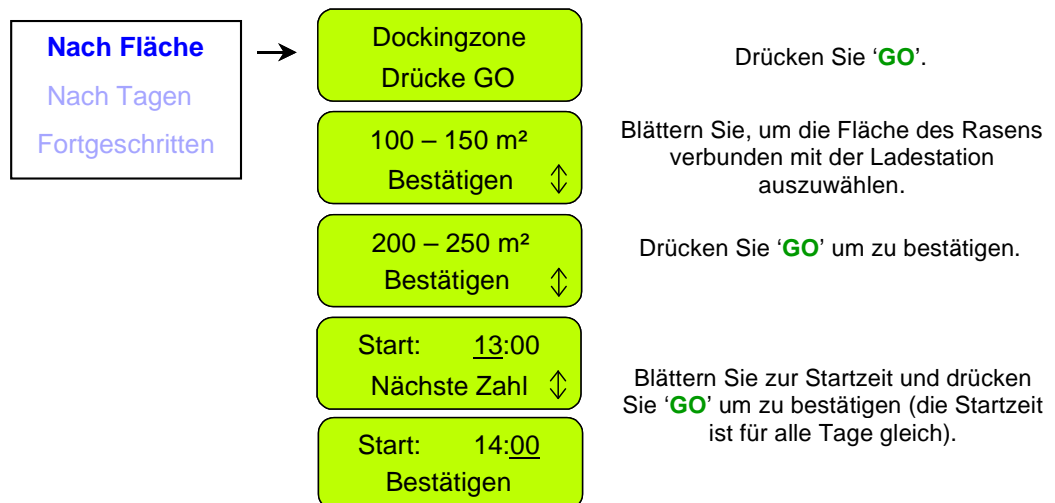 Nach Fläche
Nach Tagen
Fortgeschritten
Dockingzone
Drücke GO
Drücken Sie ‘GO’.
100 – 150 m²
Bestätigen
Blättern Sie, um die Fläche des Rasens
verbunden mit der Ladestation
auszuwählen.
200 – 250 m²
Bestätigen
Drücken Sie ‘GO’ um zu bestätigen.
Start: 13:00
Nächste Zahl
Start: 14:00
Bestätigen
Blättern Sie zur Startzeit und drücken
Sie ‘GO’ um zu bestätigen (die Startzeit
ist für alle Tage gleich).